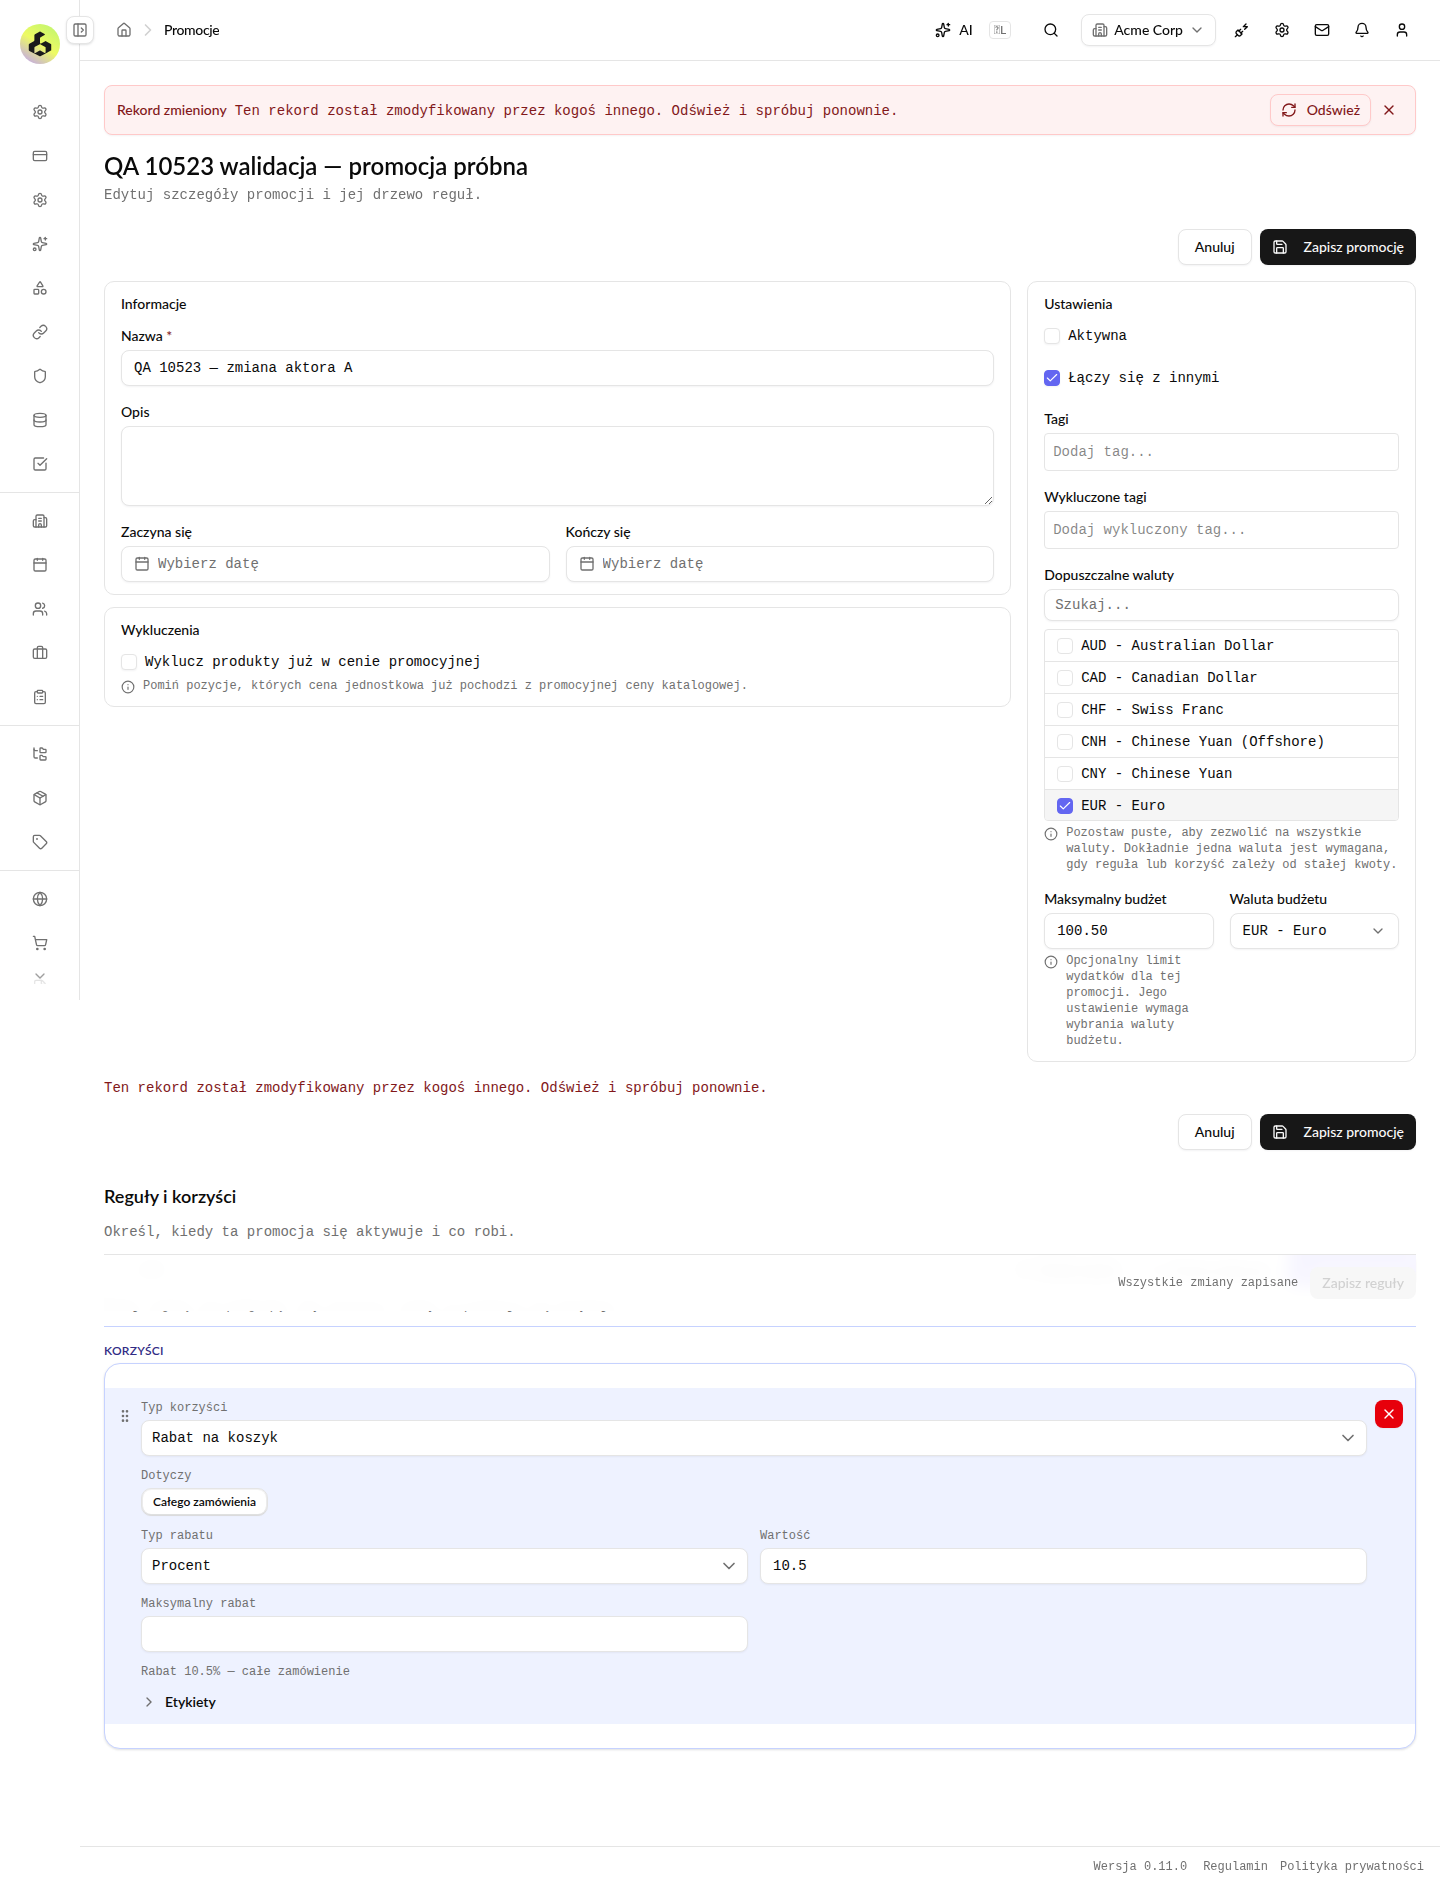 Promocje
AI
L
Acme Corp
Rekord zmieniony Ten rekord został zmodyfikowany przez kogoś innego. Odśwież i spróbuj ponownie.
Odśwież
QA 10523 walidacja — promocja próbna
Edytuj szczegóły promocji i jej drzewo reguł.
Anuluj
Zapisz promocję
Informacje
Nazwa *
QA 10523 — zmiana aktora A
Opis
Zaczyna się
Kończy się
Wybierz datę
Wybierz datę
Wykluczenia
Wyklucz produkty już w cenie promocyjnej
Pomiń pozycje, których cena jednostkowa już pochodzi z promocyjnej ceny katalogowej.
Ustawienia
Aktywna
Łączy się z innymi
Tagi
Dodaj tag...
Wykluczone tagi
Dodaj wykluczony tag...
Dopuszczalne waluty
Szukaj...
AUD - Australian Dollar
CAD - Canadian Dollar
CHF - Swiss Franc
CNH - Chinese Yuan (Offshore)
CNY - Chinese Yuan
EUR - Euro
Pozostaw puste, aby zezwolić na wszystkie
waluty. Dokładnie jedna waluta jest wymagana,
gdy reguła lub korzyść zależy od stałej kwoty.
Maksymalny budżet
Waluta budżetu
100.50
EUR - Euro
Opcjonalny limit
wydatków dla tej
promocji. Jego
ustawienie wymaga
wybrania waluty
budżetu.
Ten rekord został zmodyfikowany przez kogoś innego. Odśwież i spróbuj ponownie.
Anuluj
Zapisz promocję
Reguły i korzyści
Określ, kiedy ta promocja się aktywuje i co robi.
Wszystkie zmiany zapisane
Zapisz reguły
KORZYŚCI
Typ korzyści
Rabat na koszyk
Dotyczy
Całego zamówienia
Typ rabatu
Wartość
Procent
10.5
Maksymalny rabat
Rabat 10.5% — całe zamówienie
Etykiety
Wersja 0.11.0
Regulamin
Polityka prywatności